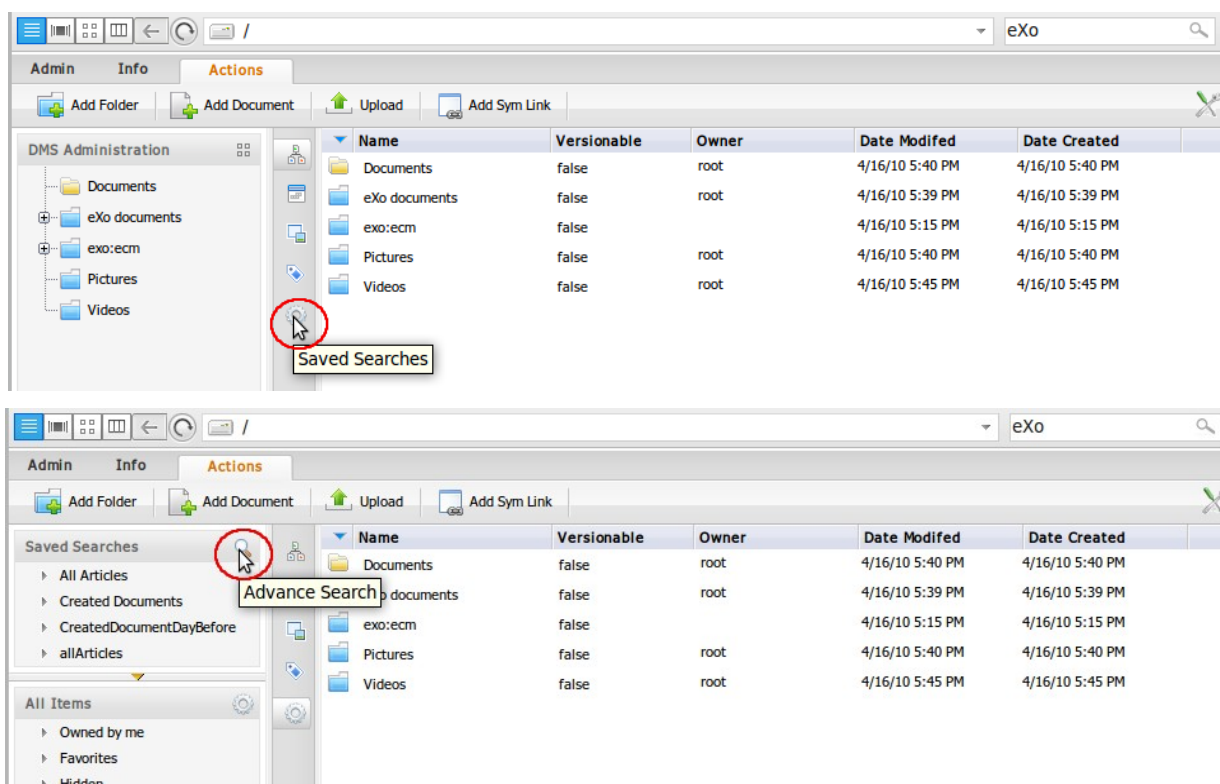 / eXo
Admin Info Actions
Add Folder Add Document Upload Add Sym Link
DMS Administration
Documents
eXo documents
exo:ecm
Pictures
Videos
Name Versionable Owner Date Modifed Date Created
Documents false root 4/16/10 5:40 PM 4/16/10 5:40 PM
eXo documents false root 4/16/10 5:39 PM 4/16/10 5:39 PM
exo:ecm false 4/16/10 5:15 PM 4/16/10 5:15 PM
Pictures false root 4/16/10 5:40 PM 4/16/10 5:40 PM
Videos false root 4/16/10 5:45 PM 4/16/10 5:45 PM
Saved Searches
/ eXo
Admin Info Actions
Add Folder Add Document Upload Add Sym Link
Saved Searches
All Articles
Created Documents
CreatedDocumentDayBefore
allArticles
Advance Search
All Items
Owned by me
Favorites
Hidden
Name Versionable Owner Date Modifed Date Created
Documents false root 4/16/10 5:40 PM 4/16/10 5:40 PM
documents false root 4/16/10 5:39 PM 4/16/10 5:39 PM
exo:ecm false 4/16/10 5:15 PM 4/16/10 5:15 PM
Pictures false root 4/16/10 5:40 PM 4/16/10 5:40 PM
Videos false root 4/16/10 5:45 PM 4/16/10 5:45 PM